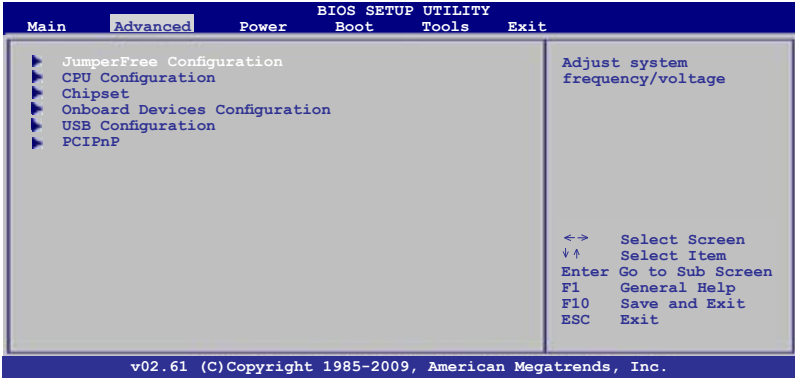 BIOS SETUP UTILITY
Main Advanced Power Boot Tools Exit
JumperFree Configuration
CPU Configuration
Chipset
Onboard Devices Configuration
USB Configuration
PCIPnP
Adjust system
frequency/voltage
←→ Select Screen
↓↑ Select Item
Enter Go to Sub Screen
F1 General Help
F10 Save and Exit
ESC Exit
v02.61 (C)Copyright 1985-2009, American Megatrends, Inc.